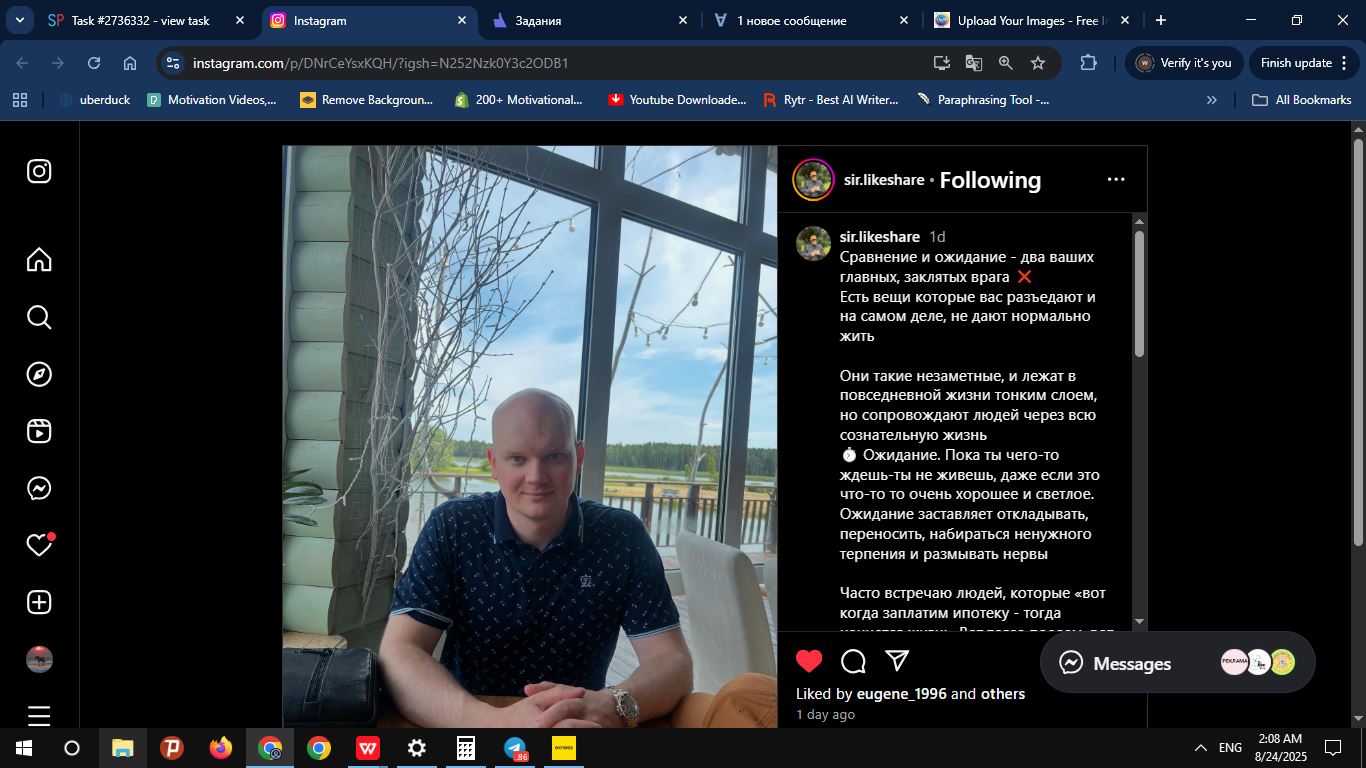 Task #2736332 - view task
Instagram
Задания
1 новое сообщение
Upload Your Images - Free I
instagram.com/p/DNrCeYsxKQH/?igsh=N252Nzk0Y3c2ODB1
Verify it's you
Finish update
uberduck
Motivation Videos,...
Remove Backgroun...
200+ Motivational...
Youtube Downloade...
Rytr - Best AI Writer...
Paraphrasing Tool -...
All Bookmarks
sir.likeshare • Following
sir.likeshare 1d
Сравнение и ожидание - два ваших
главных, заклятых врага ❌
Есть вещи которые вас разъедают и
на самом деле, не дают нормально
жить
Они такие незаметные, и лежат в
повседневной жизни тонким слоем,
но сопровождают людей через всю
сознательную жизнь
⏱ Ожидание. Пока ты чего-то
ждешь-ты не живешь, даже если это
что-то то очень хорошее и светлое.
Ожидание заставляет откладывать,
переносить, набираться ненужного
терпения и размывать нервы
Часто встречаю людей, которые «вот
когда заплатим ипотеку - тогда
Messages
РЕКЛАМА
Liked by eugene_1996 and others
1 day ago
86
exness
ENG
2:08 AM
8/24/2025